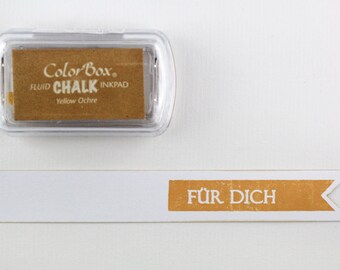 ColorBox®
FLUID CHALK INKPAD
Yellow Ochre
FÜR DICH